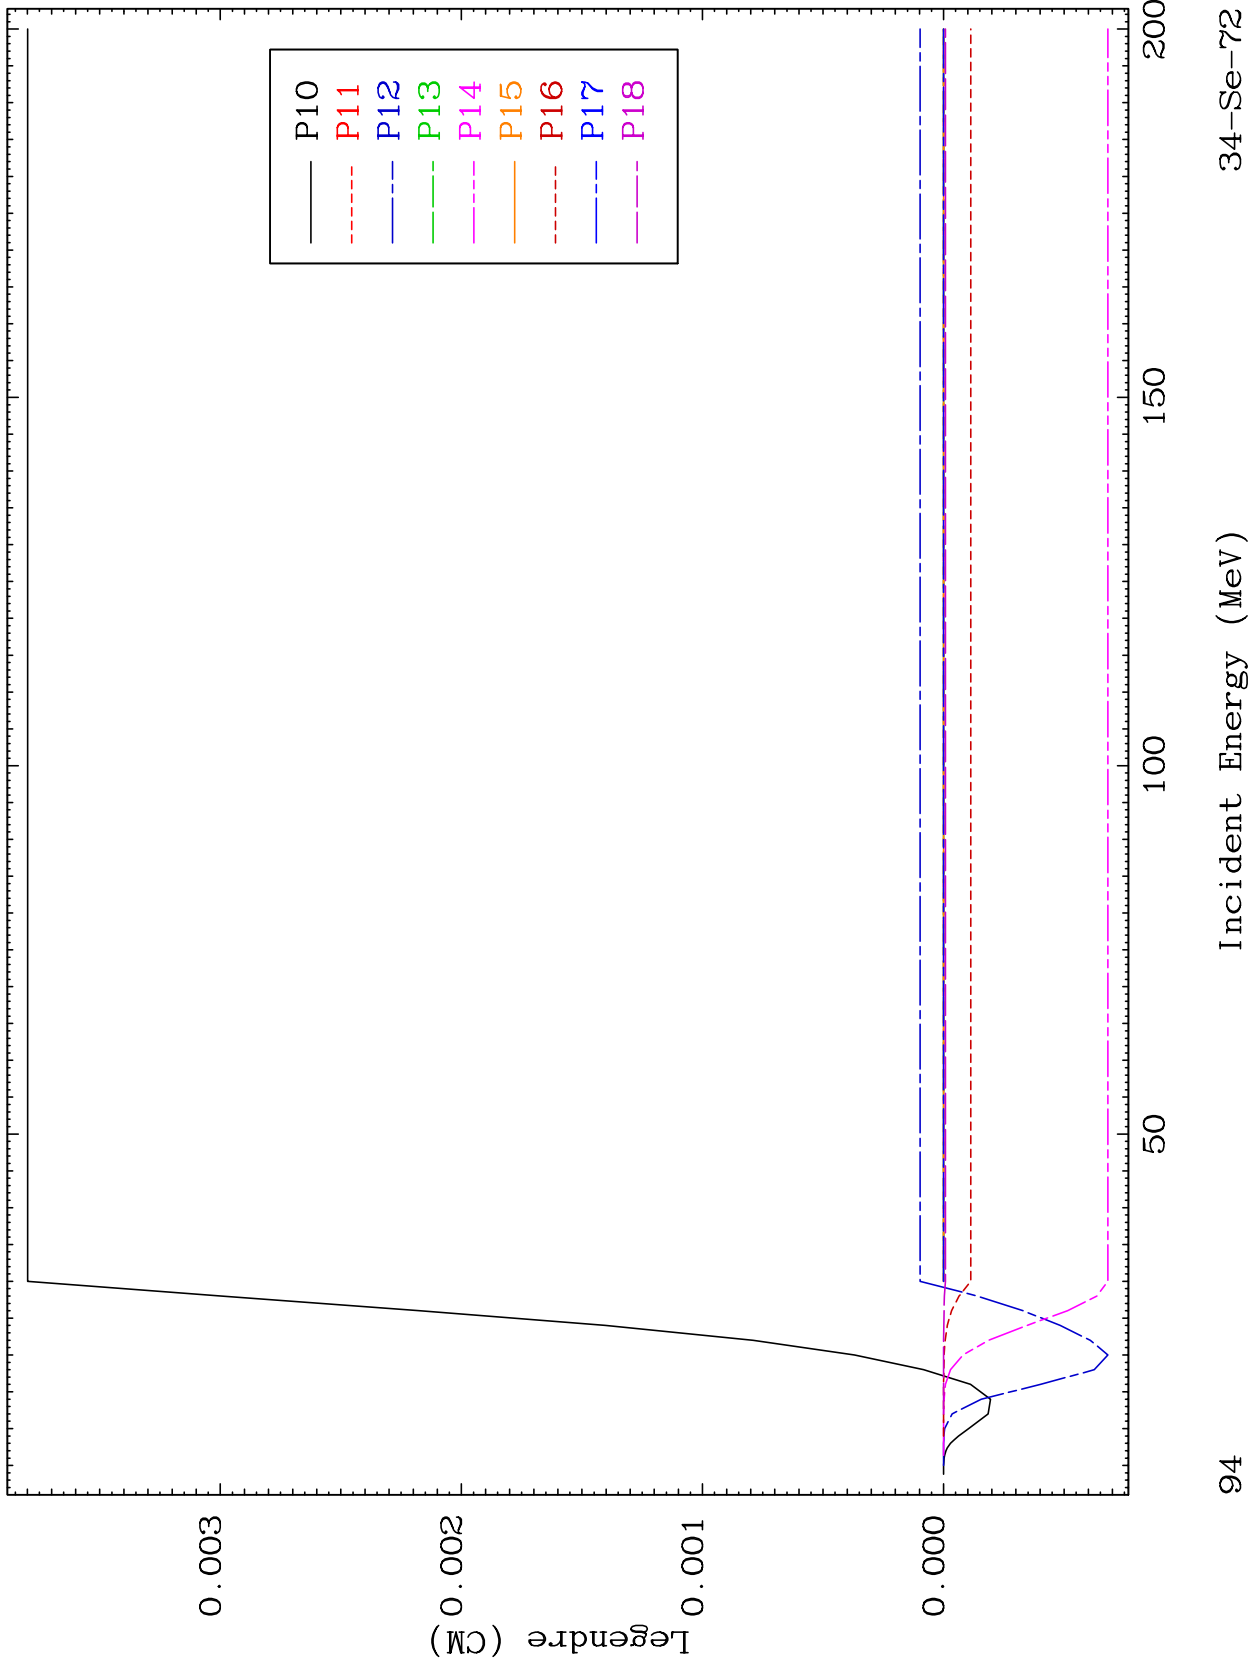 P10
P11
P12
P13
P14
P15
P16
P17
P18
0.003
0.002
0.001
0.000
Legendre (CM)
50
100
150
200
Incident Energy (MeV)
94
34-Se-72